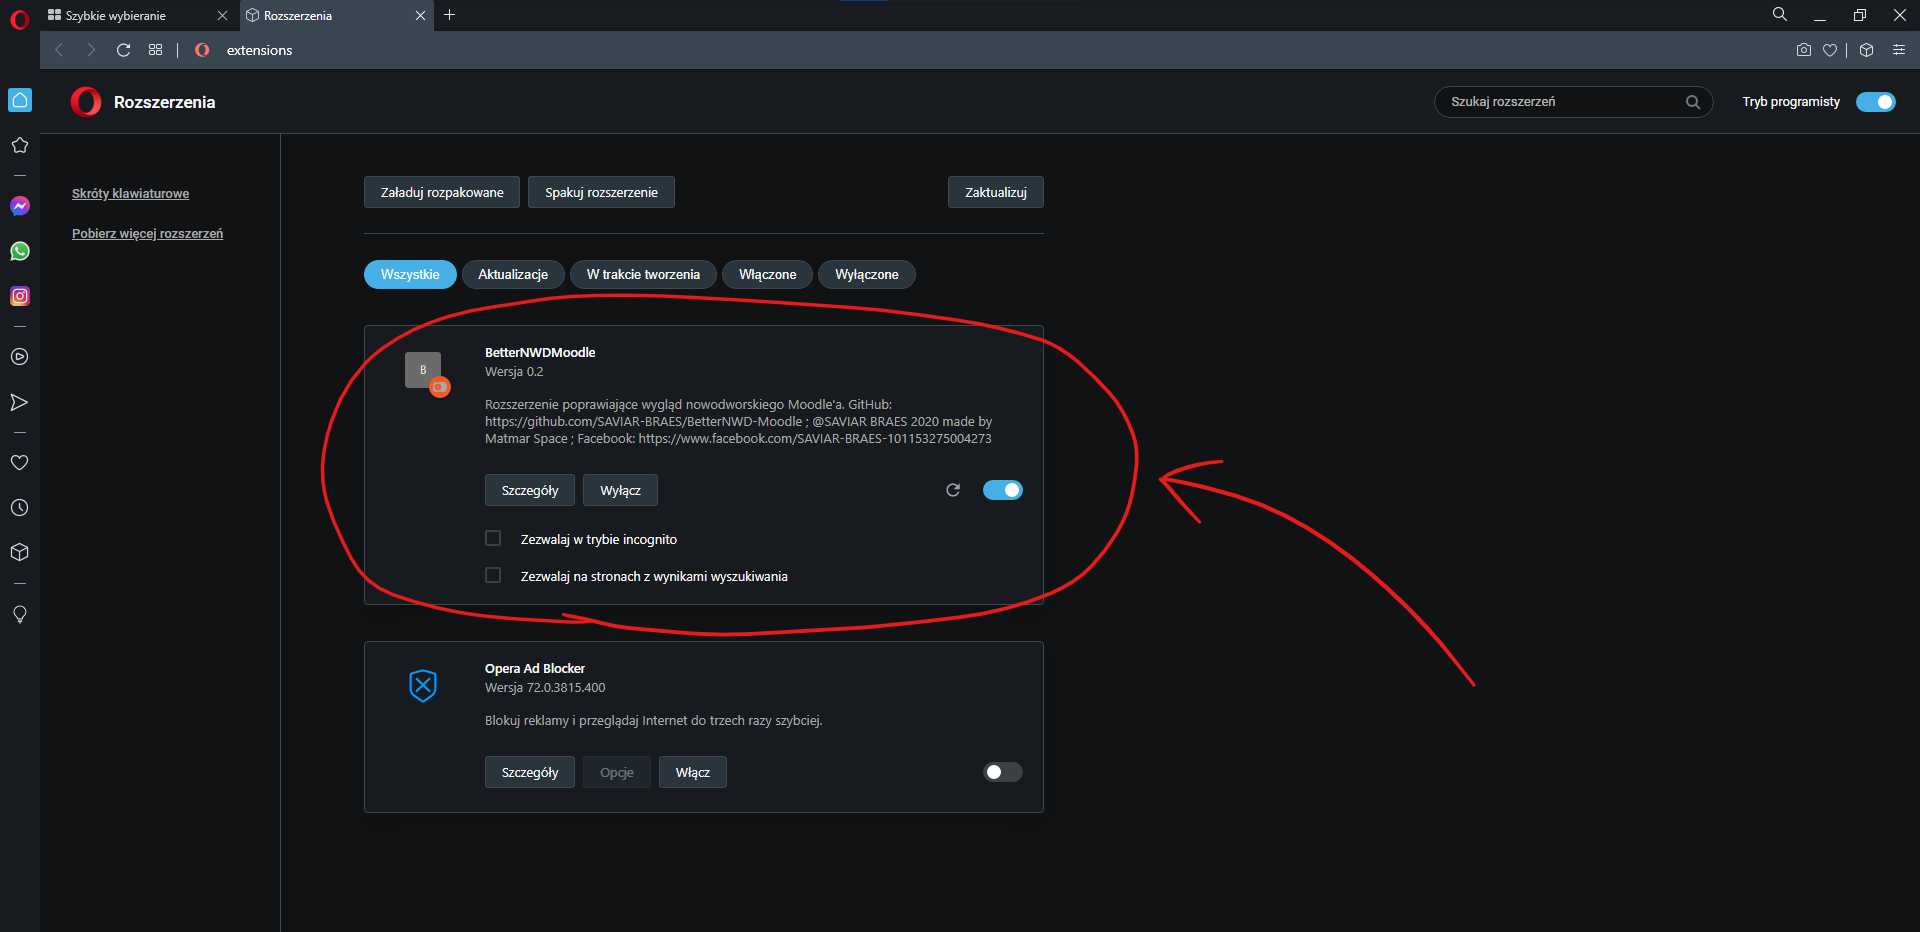 Szybkie wybieranie
Rozszerzenia
extensions
Rozszerzenia
Szukaj rozszerzeń
Tryb programisty
Skróty klawiaturowe
Pobierz więcej rozszerzeń
Załaduj rozpakowane
Spakuj rozszerzenie
Zaktualizuj
Wszystkie
Aktualizacje
W trakcie tworzenia
Włączone
Wyłączone
B
BetterNWDMoodle
Wersja 0.2
Rozszerzenie poprawiające wygląd nowodworskiego Moodle'a. GitHub:
https://github.com/SAVIAR-BRAES/BetterNWD-Moodle ; @SAVIAR BRAES 2020 made by
Matmar Space ; Facebook: https://www.facebook.com/SAVIAR-BRAES-101153275004273
Szczegóły
Wyłącz
Zezwalaj w trybie incognito
Zezwalaj na stronach z wynikami wyszukiwania
Opera Ad Blocker
Wersja 72.0.3815.400
Blokuj reklamy i przeglądaj Internet do trzech razy szybciej.
Szczegóły
Opcje
Włącz